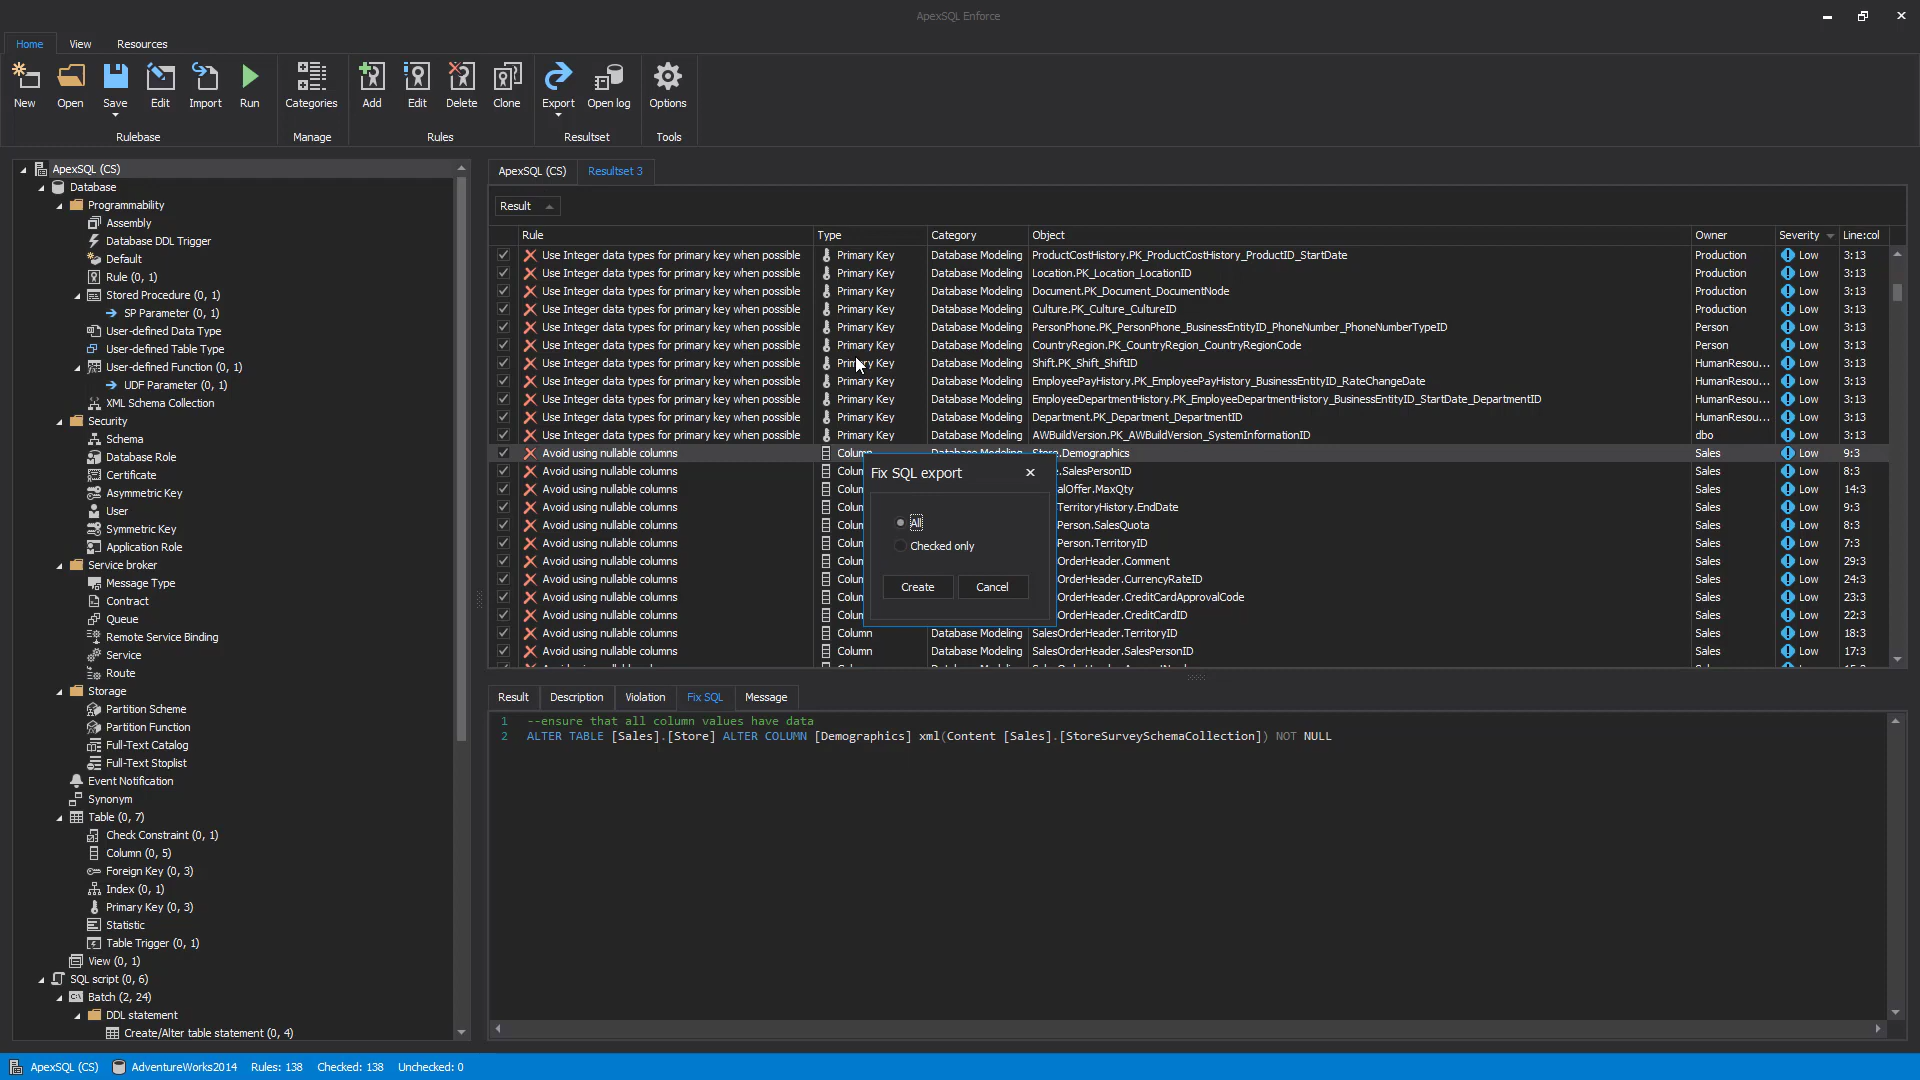 ApexSQL Enforce
Home View Resources
New Open Save Edit Import Run Categories Add Edit Delete Clone Export Open log Options
Rulebase Manage Rules Resultset Tools
ApexSQL (CS)
Database
Programmability
Assembly
Database DDL Trigger
Default
Rule (0, 1)
Stored Procedure (0, 1)
SP Parameter (0, 1)
User-defined Data Type
User-defined Table Type
User-defined Function (0, 1)
UDF Parameter (0, 1)
XML Schema Collection
Security
Schema
Database Role
Certificate
Asymmetric Key
User
Symmetric Key
Application Role
Service broker
Message Type
Contract
Queue
Remote Service Binding
Service
Route
Storage
Partition Scheme
Partition Function
Full-Text Catalog
Full-Text Stoplist
Event Notification
Synonym
Table (0, 7)
Check Constraint (0, 1)
Column (0, 5)
Foreign Key (0, 3)
Index (0, 1)
Primary Key (0, 3)
Statistic
Table Trigger (0, 1)
View (0, 1)
SQL script (0, 6)
Batch (2, 24)
DDL statement
Create/Alter table statement (0, 4)
ApexSQL (CS) Resultset 3
Result
Rule Type Category Object Owner Severity Line:col
Use Integer data types for primary key when possible Primary Key Database Modeling ProductCostHistory.PK_ProductCostHistory_ProductID_StartDate Production Low 3:13
Use Integer data types for primary key when possible Primary Key Database Modeling Location.PK_Location_LocationID Production Low 3:13
Use Integer data types for primary key when possible Primary Key Database Modeling Document.PK_Document_DocumentNode Production Low 3:13
Use Integer data types for primary key when possible Primary Key Database Modeling Culture.PK_Culture_CultureID Production Low 3:13
Use Integer data types for primary key when possible Primary Key Database Modeling PersonPhone.PK_PersonPhone_BusinessEntityID_PhoneNumber_PhoneNumberTypeID Person Low 3:13
Use Integer data types for primary key when possible Primary Key Database Modeling CountryRegion.PK_CountryRegion_CountryRegionCode Person Low 3:13
Use Integer data types for primary key when possible Primary Key Database Modeling Shift.PK_Shift_ShiftID HumanResou... Low 3:13
Use Integer data types for primary key when possible Primary Key Database Modeling EmployeePayHistory.PK_EmployeePayHistory_BusinessEntityID_RateChangeDate HumanResou... Low 3:13
Use Integer data types for primary key when possible Primary Key Database Modeling EmployeeDepartmentHistory.PK_EmployeeDepartmentHistory_BusinessEntityID_StartDate_DepartmentID HumanResou... Low 3:13
Use Integer data types for primary key when possible Primary Key Database Modeling Department.PK_Department_DepartmentID HumanResou... Low 3:13
Use Integer data types for primary key when possible Primary Key Database Modeling AWBuildVersion.PK_AWBuildVersion_SystemInformationID dbo Low 3:13
Avoid using nullable columns Column Database Modeling Store.Demographics Sales Low 9:3
Avoid using nullable columns Colu .SalesPersonID Sales Low 8:3
Avoid using nullable columns Colu alOffer.MaxQty Sales Low 14:3
Avoid using nullable columns Colu TerritoryHistory.EndDate Sales Low 9:3
Avoid using nullable columns Colu Person.SalesQuota Sales Low 8:3
Avoid using nullable columns Colu Person.TerritoryID Sales Low 7:3
Avoid using nullable columns Colu OrderHeader.Comment Sales Low 29:3
Avoid using nullable columns Colu OrderHeader.CurrencyRateID Sales Low 24:3
Avoid using nullable columns Colu OrderHeader.CreditCardApprovalCode Sales Low 23:3
Avoid using nullable columns Colu OrderHeader.CreditCardID Sales Low 22:3
Avoid using nullable columns Column Database Modeling SalesOrderHeader.TerritoryID Sales Low 18:3
Avoid using nullable columns Column Database Modeling SalesOrderHeader.SalesPersonID Sales Low 17:3
Fix SQL export
All
Checked only
Create Cancel
Result Description Violation Fix SQL Message
1 --ensure that all column values have data
2 ALTER TABLE [Sales].[Store] ALTER COLUMN [Demographics] xml(Content [Sales].[StoreSurveySchemaCollection]) NOT NULL
ApexSQL (CS) AdventureWorks2014 Rules: 138 Checked: 138 Unchecked: 0